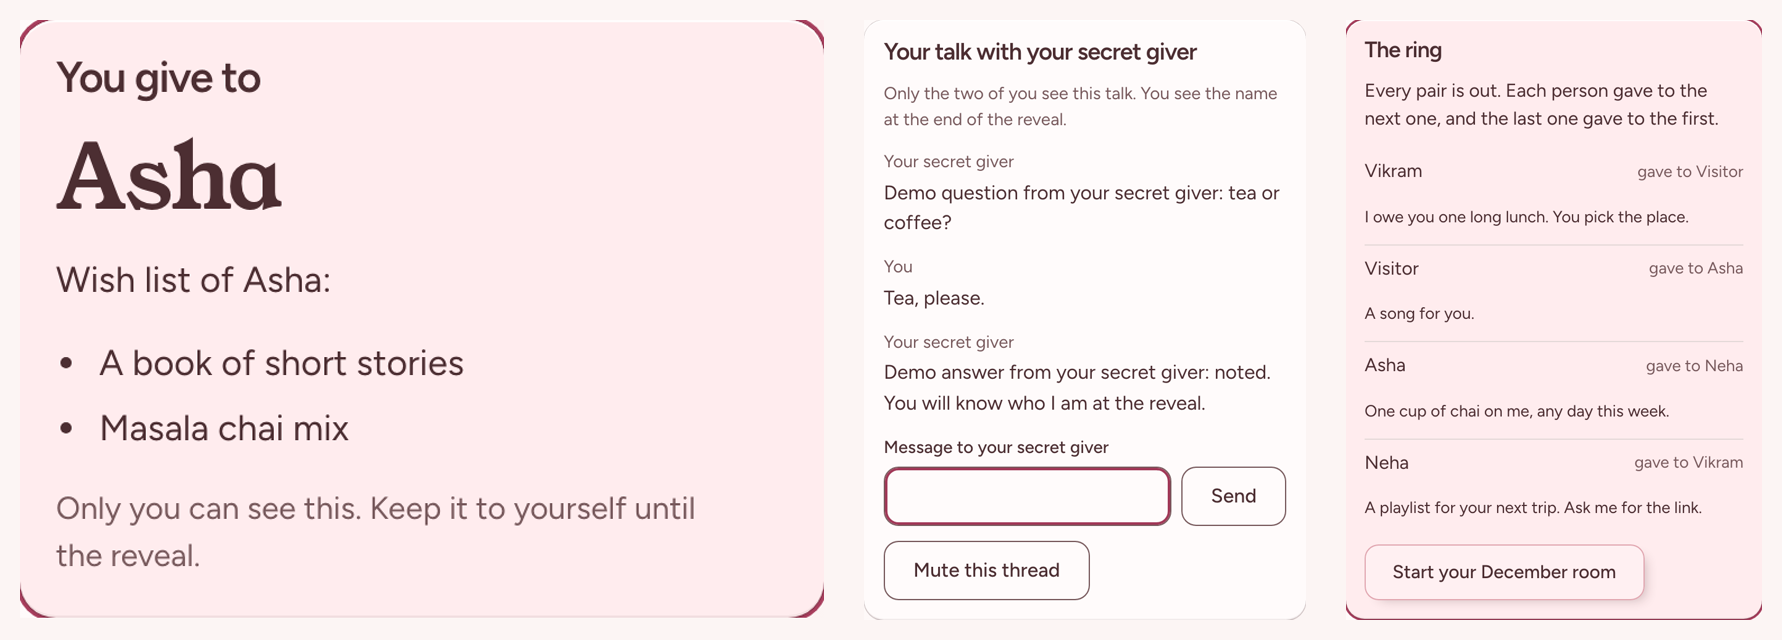 You give to
Asha
Wish list of Asha:
• A book of short stories
• Masala chai mix
Only you can see this. Keep it to yourself until
the reveal.
Your talk with your secret giver
Only the two of you see this talk. You see the name
at the end of the reveal.
Your secret giver
Demo question from your secret giver: tea or
coffee?
You
Tea, please.
Your secret giver
Demo answer from your secret giver: noted.
You will know who I am at the reveal.
Message to your secret giver
Send
Mute this thread
The ring
Every pair is out. Each person gave to the
next one, and the last one gave to the first.
Vikram gave to Visitor
I owe you one long lunch. You pick the place.
Visitor gave to Asha
A song for you.
Asha gave to Neha
One cup of chai on me, any day this week.
Neha gave to Vikram
A playlist for your next trip. Ask me for the link.
Start your December room